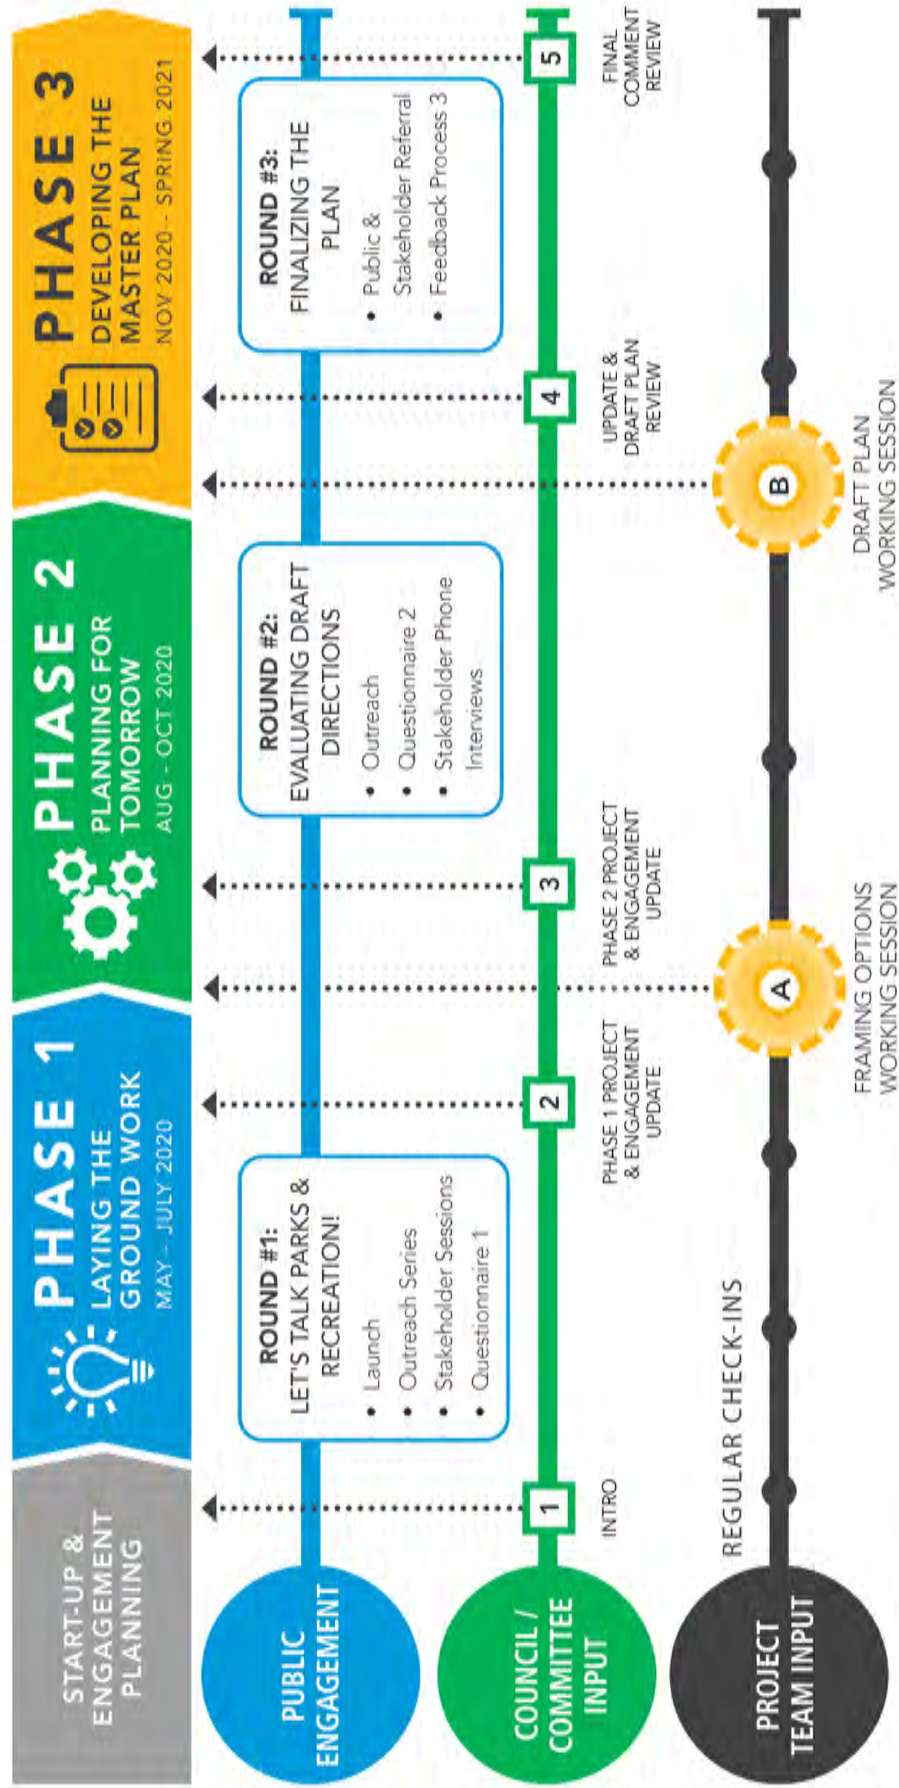 START-UP &
ENGAGEMENT
PLANNING
PHASE 1
LAYING THE
GROUND WORK
MAY – JULY 2020
PHASE 2
PLANNING FOR
TOMORROW
AUG – OCT 2020
PHASE 3
DEVELOPING THE
MASTER PLAN
NOV 2020 – SPRING 2021
PUBLIC
ENGAGEMENT
ROUND #1:
LET'S TALK PARKS &
RECREATION!
• Launch
• Outreach Series
• Stakeholder Sessions
• Questionnaire 1
ROUND #2:
EVALUATING DRAFT
DIRECTIONS
• Outreach
• Questionnaire 2
• Stakeholder Phone
Interviews
ROUND #3:
FINALIZING THE
PLAN
• Public &
Stakeholder Referral
• Feedback Process 3
COUNCIL /
COMMITTEE
INPUT
1
INTRO
2
PHASE 1 PROJECT
& ENGAGEMENT
UPDATE
3
PHASE 2 PROJECT
& ENGAGEMENT
UPDATE
4
UPDATE &
DRAFT PLAN
REVIEW
5
FINAL
COMMENT
REVIEW
PROJECT
TEAM INPUT
REGULAR CHECK-INS
A
FRAMING OPTIONS
WORKING SESSION
B
DRAFT PLAN
WORKING SESSION